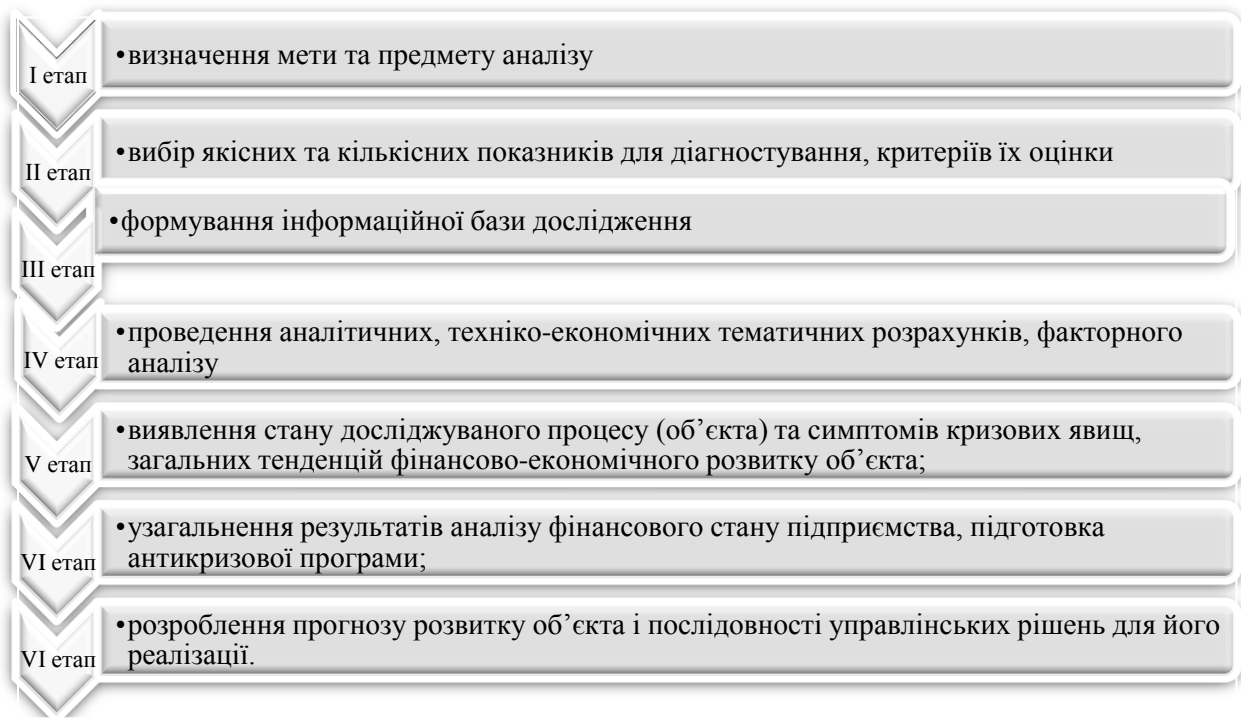 I етап
•визначення мети та предмету аналізу
II етап
•вибір якісних та кількісних показників для діагностування, критеріїв їх оцінки
III етап
•формування інформаційної бази дослідження
IV етап
•проведення аналітичних, техніко-економічних тематичних розрахунків, факторного
аналізу
V етап
•виявлення стану досліджуваного процесу (об’єкта) та симптомів кризових явищ,
загальних тенденцій фінансово-економічного розвитку об’єкта;
VI етап
•узагальнення результатів аналізу фінансового стану підприємства, підготовка
антикризової програми;
VI етап
•розроблення прогнозу розвитку об’єкта і послідовності управлінських рішень для його
реалізації.